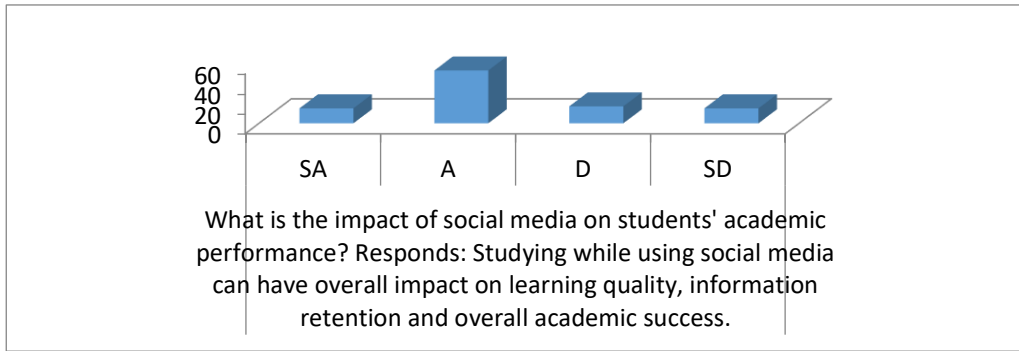 60
40
20
0
SA A D SD
What is the impact of social media on students' academic
performance? Responds: Studying while using social media
can have overall impact on learning quality, information
retention and overall academic success.